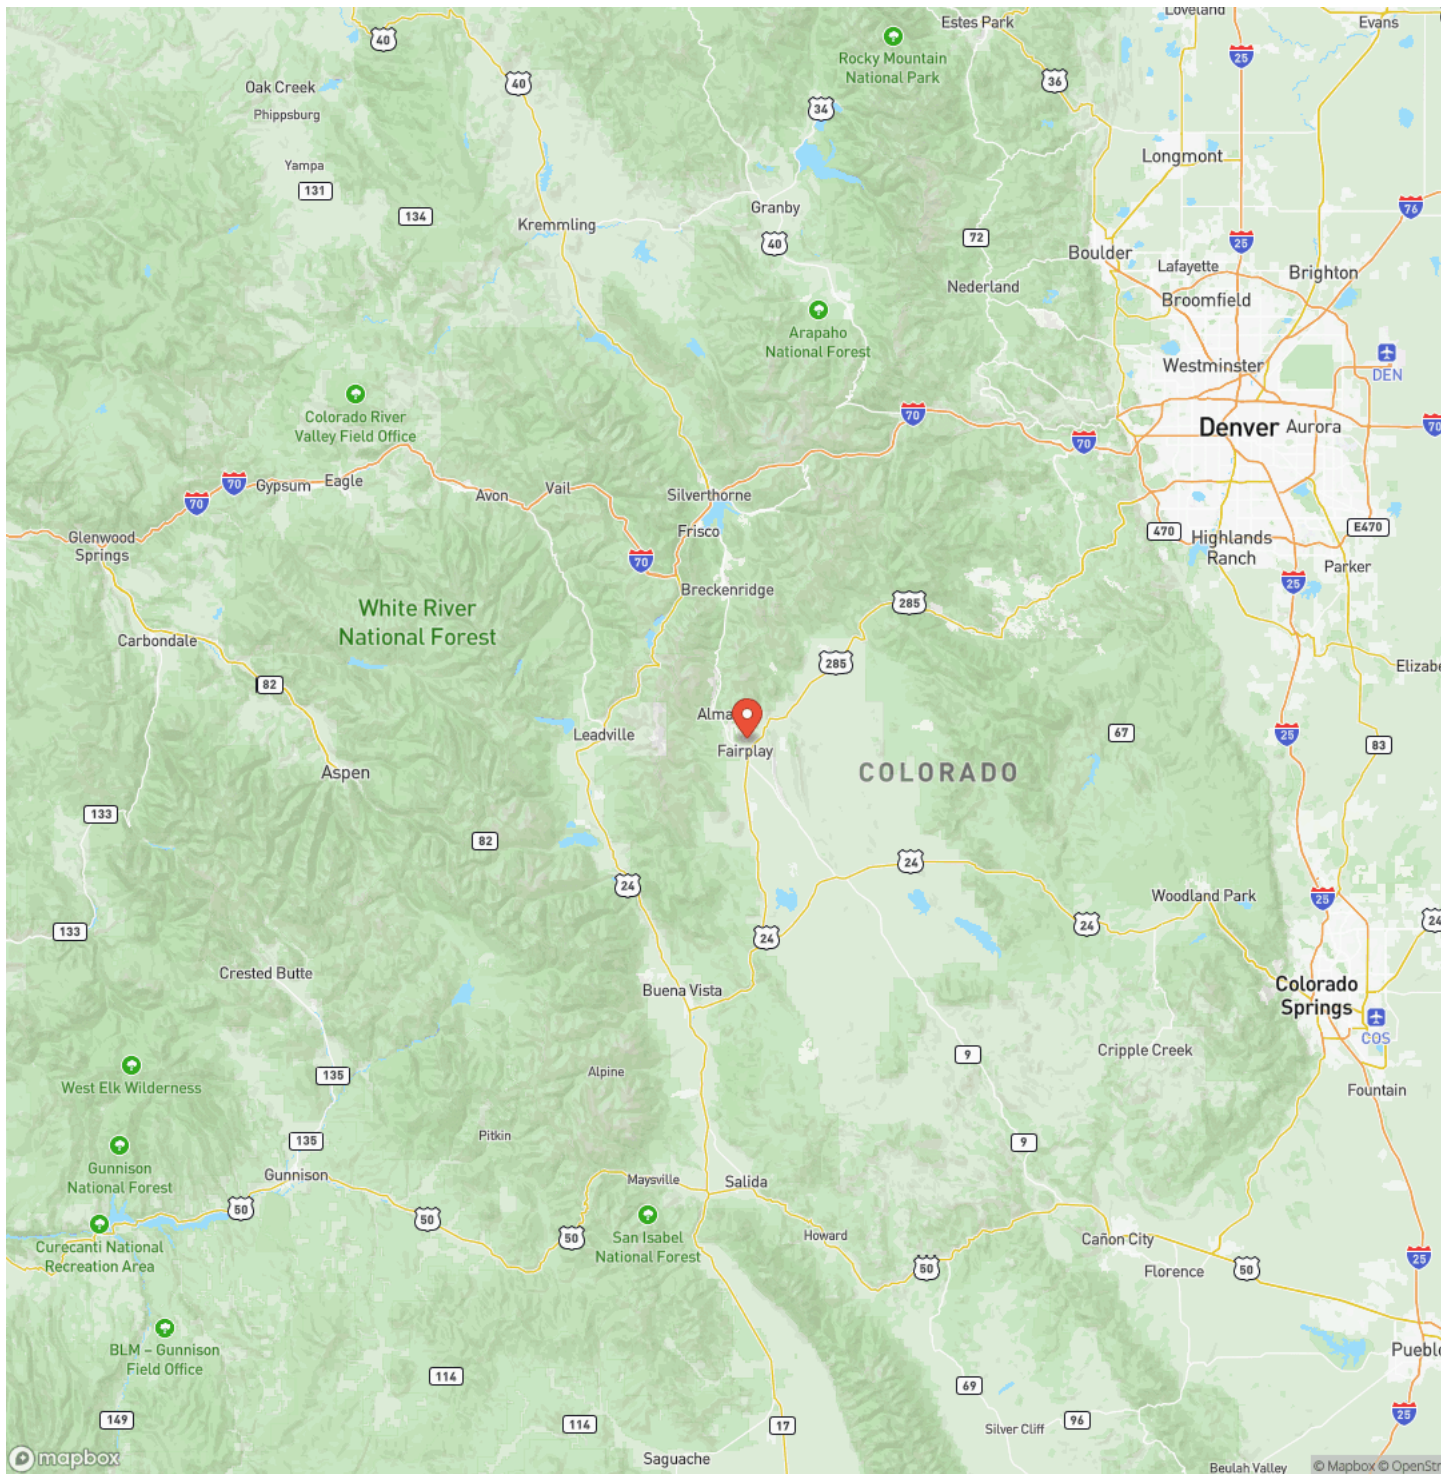 Loveland
Estes Park
Evans
40
Rocky Mountain
National Park
25
40
36
Oak Creek
34
Phippsburg
Longmont
Yampa
131
76
Granby
134
Kremmling
72
40
25
Boulder
Lafayette
Brighton
Nederland
Broomfield
Arapaho
National Forest
Westminster
DEN
Colorado River
Valley Field Office
70
Denver
Aurora
70
70
Eagle
Gypsum
70
Vail
Avon
Silverthorne
70
Glenwood
Springs
Frisco
470
E470
Highlands
Ranch
70
Parker
25
Breckenridge
285
White River
National Forest
Carbondale
285
Elizabe
82
Alma
Leadville
Fairplay
67
25
83
Aspen
COLORADO
133
82
24
24
Woodland Park
25
133
24
24
24
Crested Butte
Buena Vista
Colorado
Springs
COS
9
Cripple Creek
West Elk Wilderness
135
Alpine
Fountain
Pitkin
135
9
Gunnison
National Forest
Gunnison
Maysville
Salida
50
50
50
San Isabel
National Forest
Howard
Cañon City
Curecanti National
Recreation Area
50
Florence
50
25
BLM – Gunnison
Field Office
Pueblo
114
69
149
114
17
96
25
Silver Cliff
Saguache
Beulah Valley
mapbox
© Mapbox © OpenStr